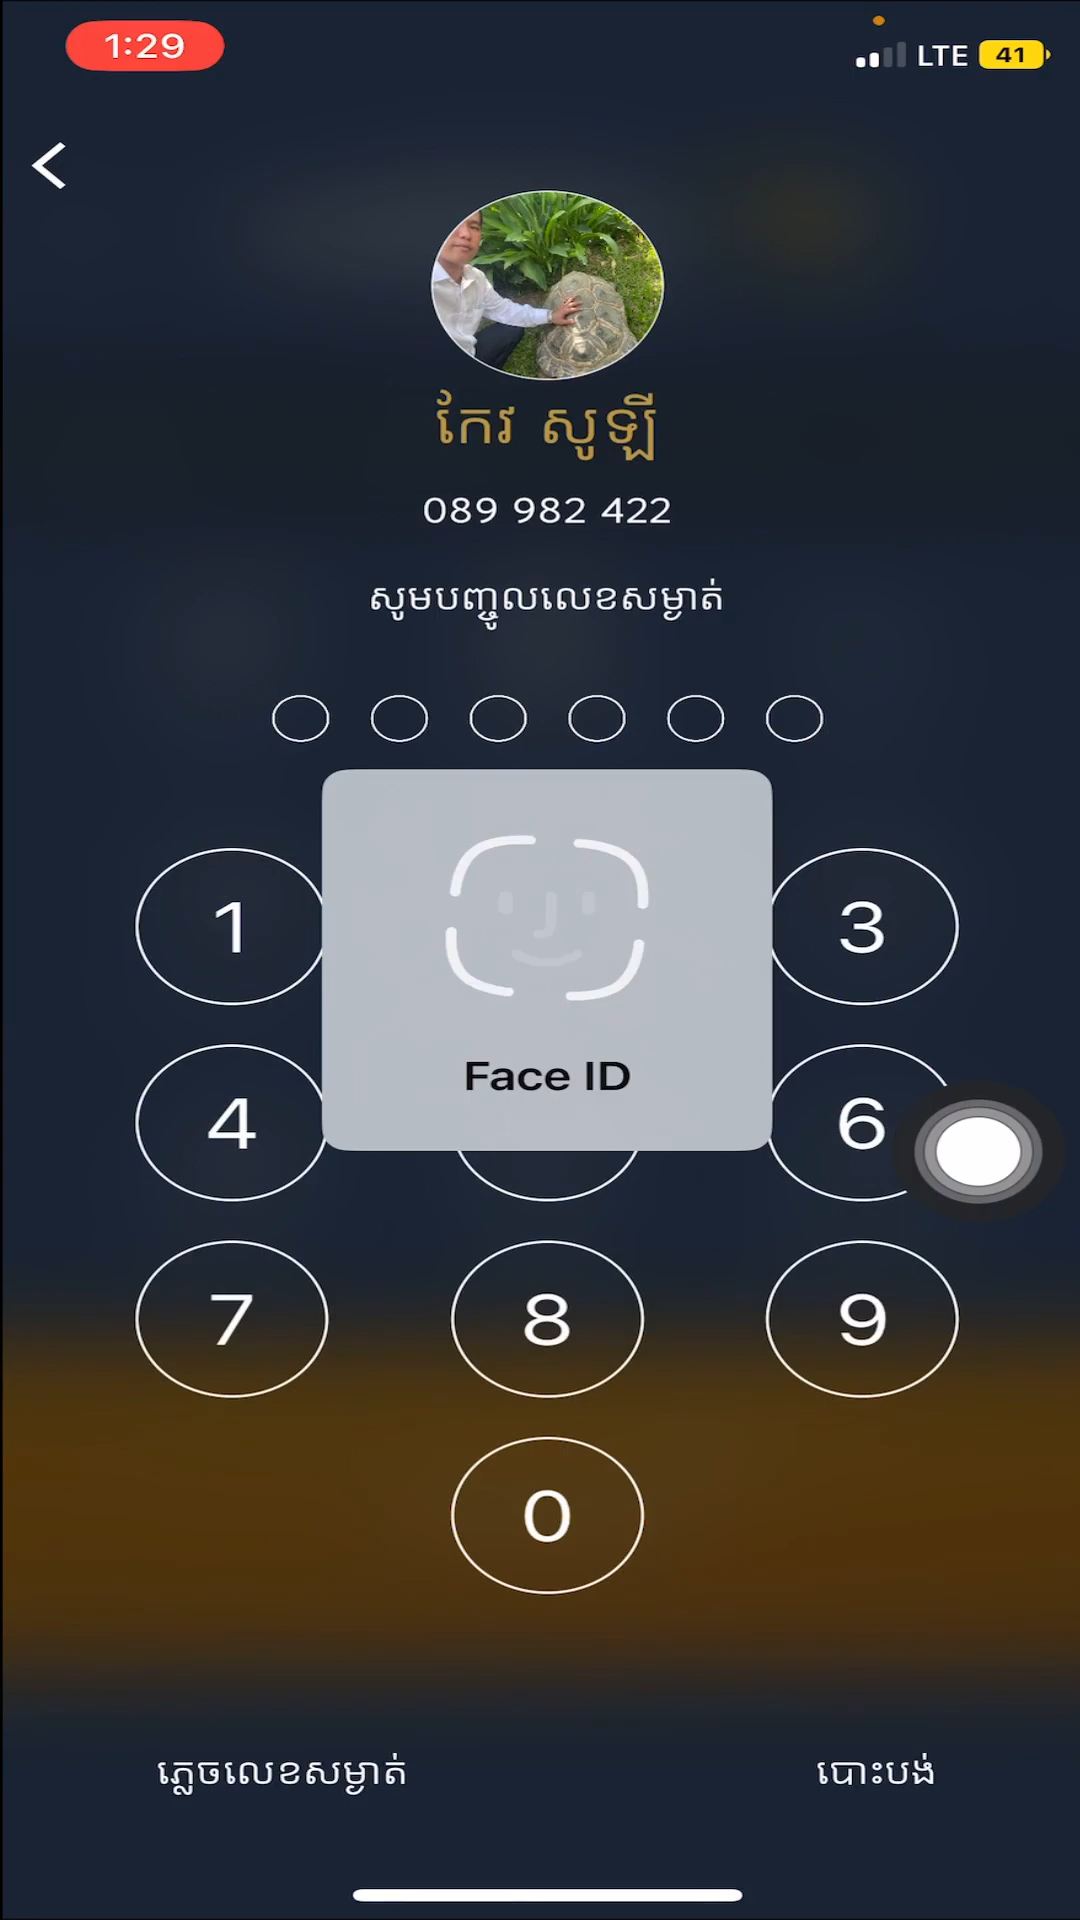 1:29
LTE 41
កែវ សូឡី
089 982 422
សូមបញ្ចូលលេខសម្ងាត់
1
3
Face ID
4
6
7
8
9
0
ភ្លេចលេខសម្ងាត់
បោះបង់